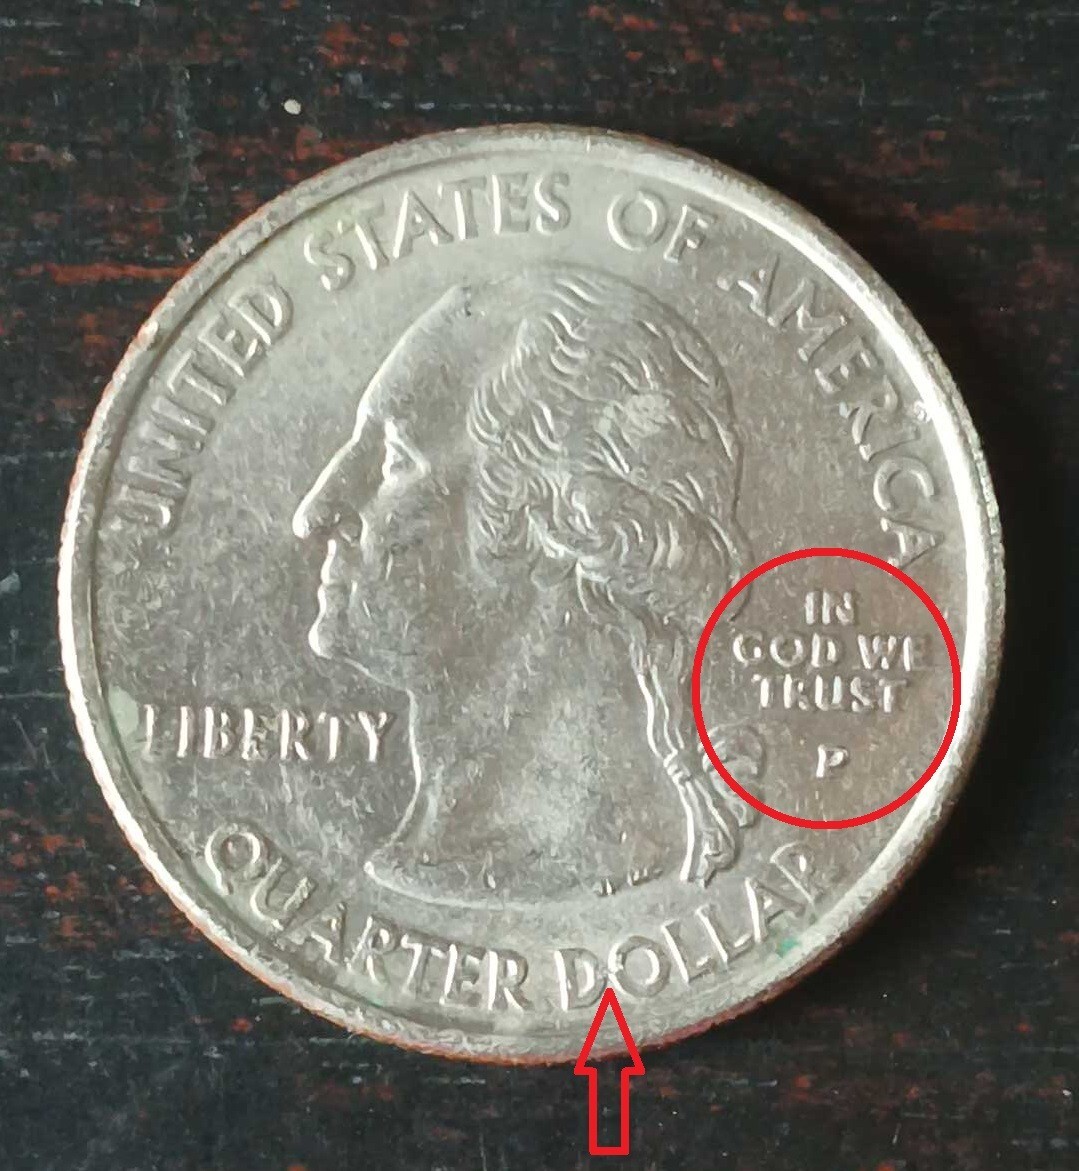 UNITED STATES OF AMERICA
LIBERTY
IN
GOD WE
TRUST
P
QUARTER DOLLAR